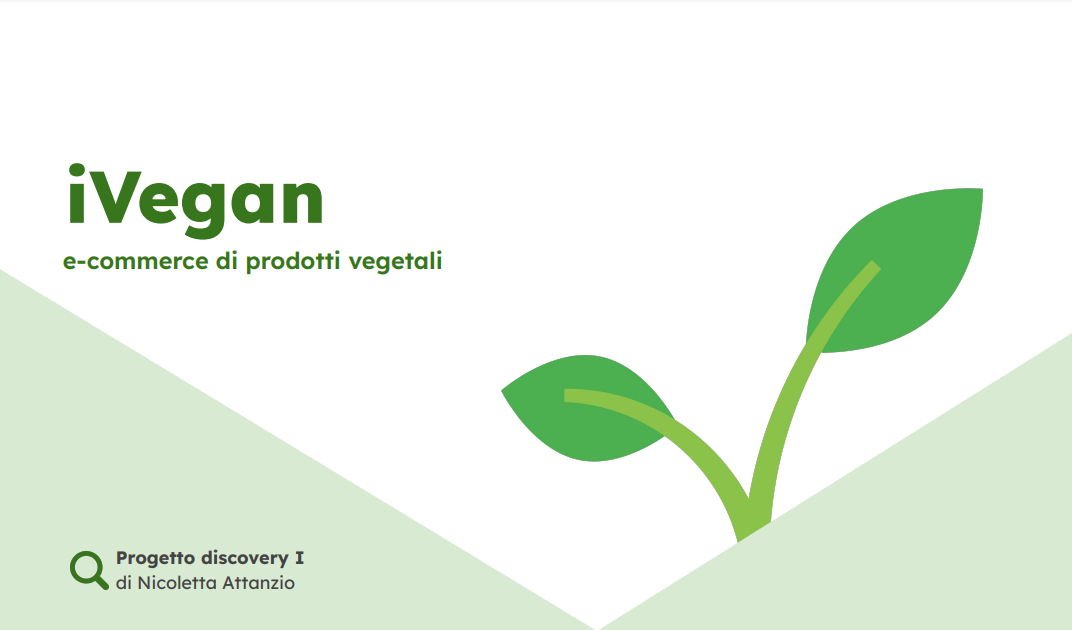 iVegan
e-commerce di prodotti vegetali
Progetto discovery I
di Nicoletta Attanzio